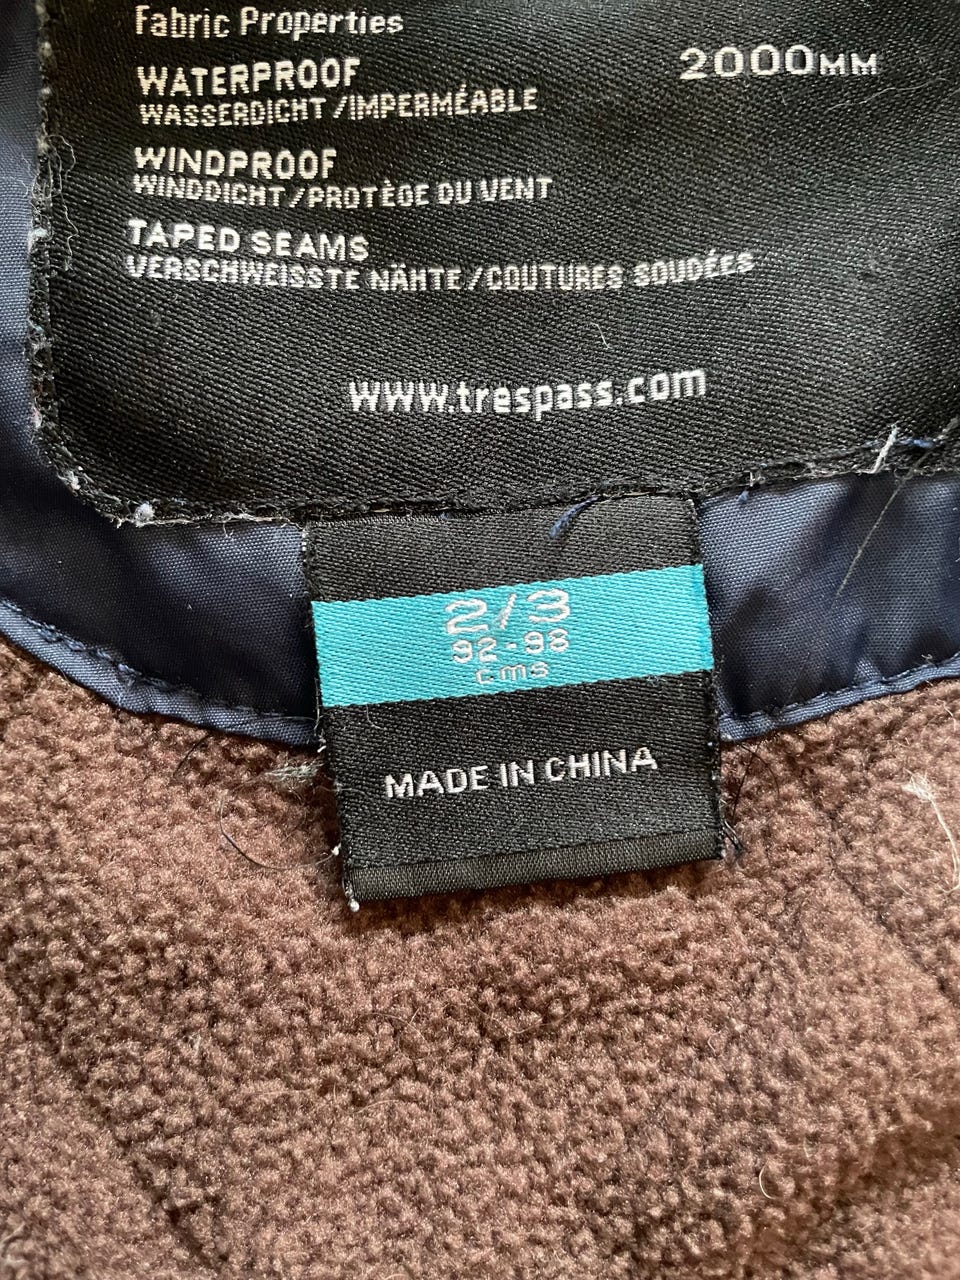 Fabric Properties
WATERPROOF 2000MM
WASSERDICHT/IMPERMÉABLE
WINDPROOF
WINDDICHT/PROTÈGE DU VENT
TAPED SEAMS
VERSCHWEISSTE NÄHTE/COUTURES SOUDÉES
www.trespass.com
2/3
92-98
cms
MADE IN CHINA